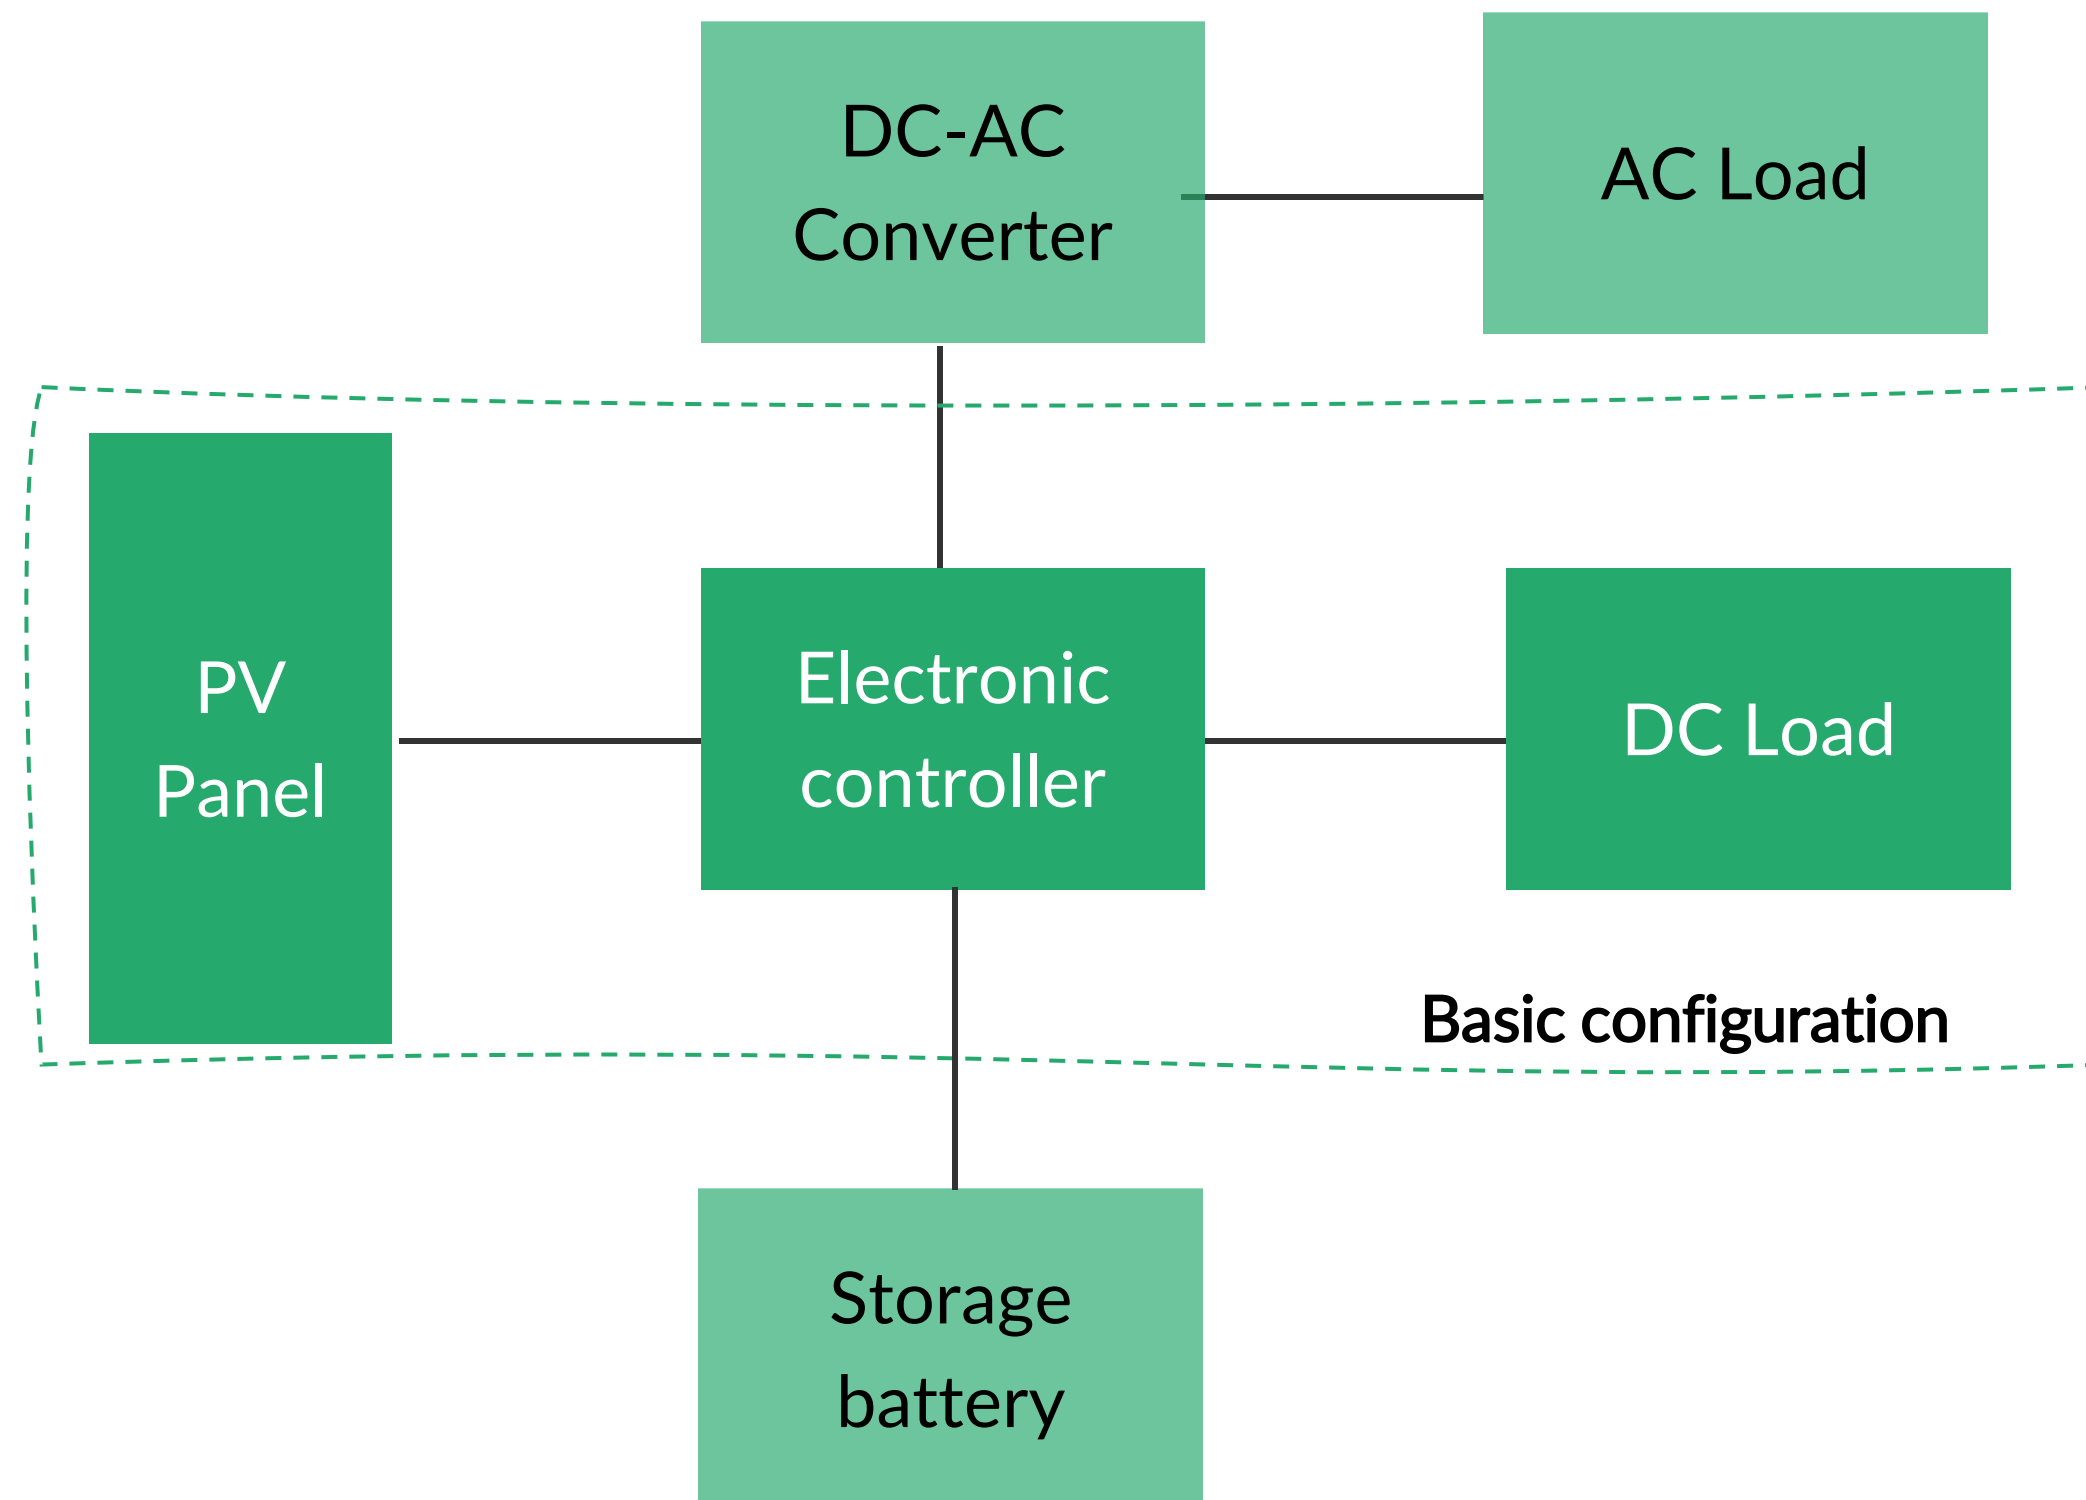 DC-AC
Converter
AC Load
PV
Panel
Electronic
controller
DC Load
Basic configuration
Storage
battery